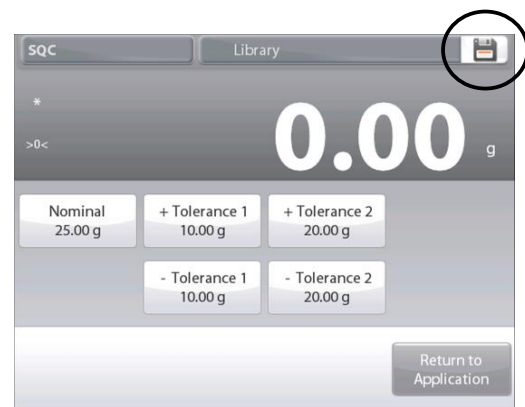 SQC
Library
*
>0<
0.00 g
Nominal
25.00 g
+ Tolerance 1
10.00 g
+ Tolerance 2
20.00 g
- Tolerance 1
10.00 g
- Tolerance 2
20.00 g
Return to
Application